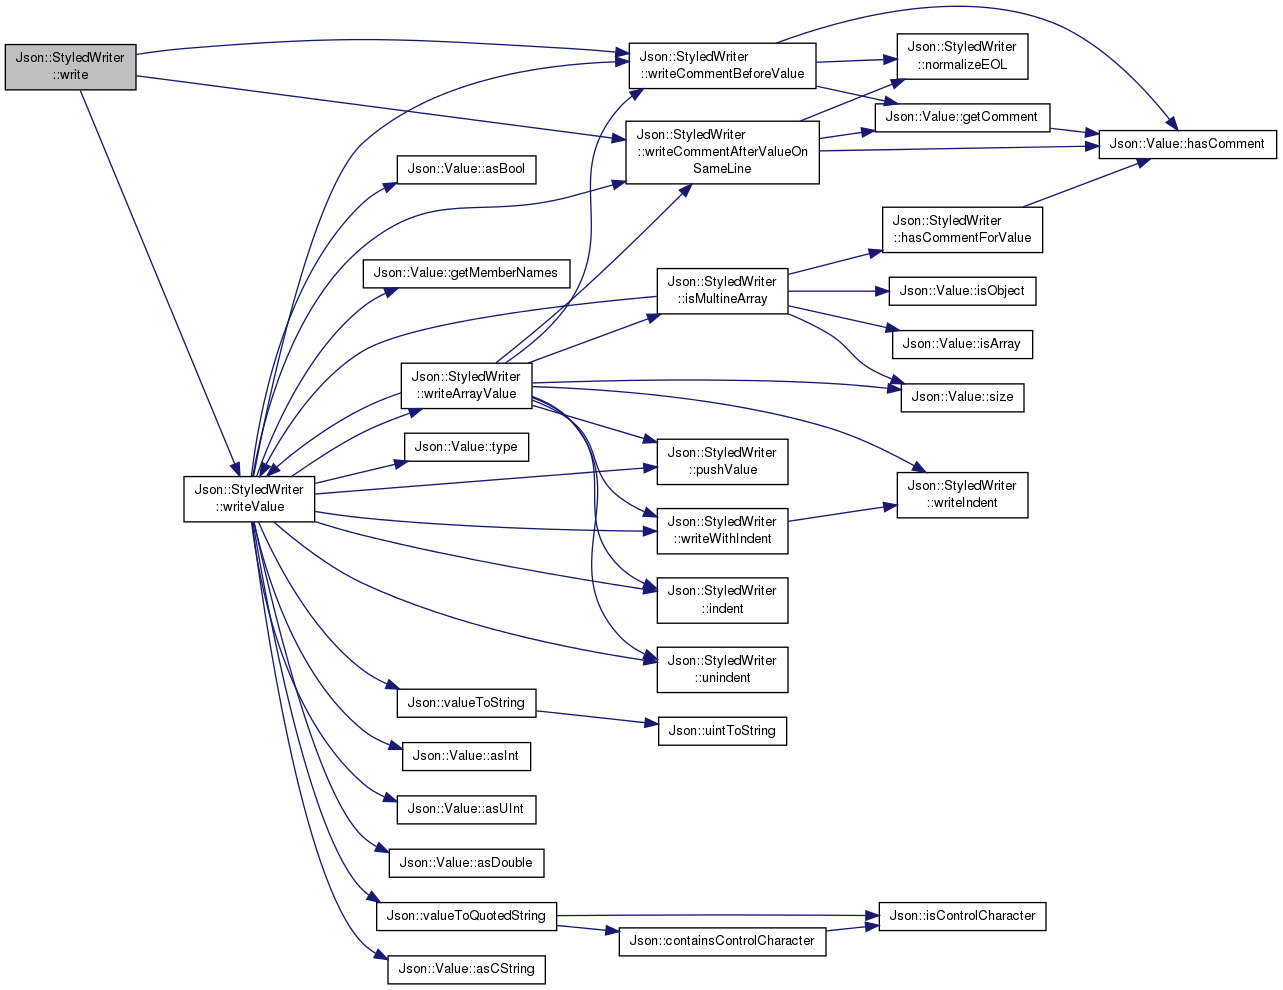 Json::StyledWriter
::write
Json::StyledWriter
::writeCommentBeforeValue
Json::StyledWriter
::normalizeEOL
Json::Value::getComment
Json::Value::hasComment
Json::StyledWriter
::writeCommentAfterValueOn
SameLine
Json::Value::asBool
Json::StyledWriter
::hasCommentForValue
Json::Value::getMemberNames
Json::StyledWriter
::isMultineArray
Json::Value::isObject
Json::Value::isArray
Json::StyledWriter
::writeArrayValue
Json::Value::size
Json::Value::type
Json::StyledWriter
::pushValue
Json::StyledWriter
::writeValue
Json::StyledWriter
::writeIndent
Json::StyledWriter
::writeWithIndent
Json::StyledWriter
::indent
Json::StyledWriter
::unindent
Json::valueToString
Json::uintToString
Json::Value::asInt
Json::Value::asUInt
Json::Value::asDouble
Json::valueToQuotedString
Json::isControlCharacter
Json::containsControlCharacter
Json::Value::asCString